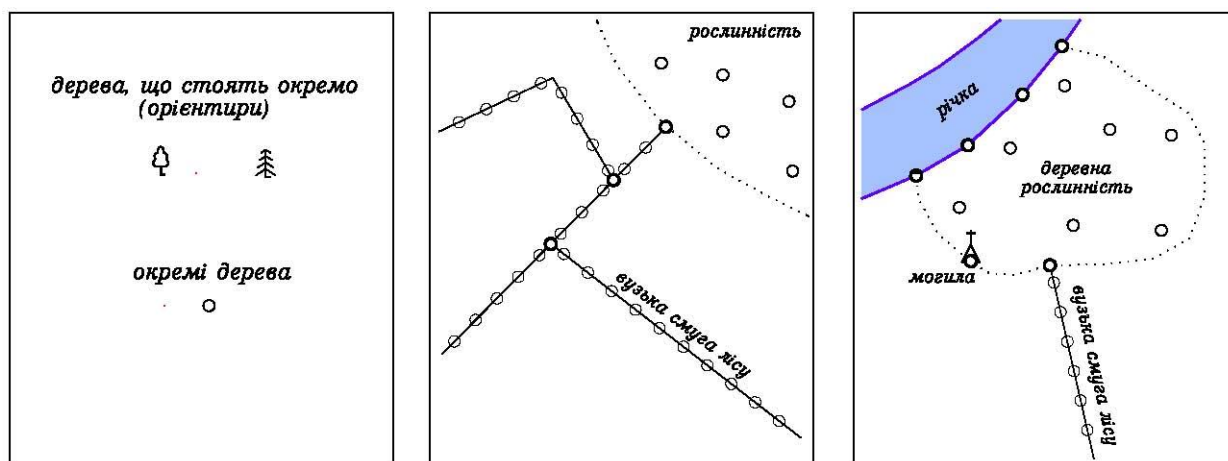 дерева, що стоять окремо
(орієнтири)
окремі дерева
рослинність
вузька смуга лісу
річка
деревна
рослинність
могила
вузька смуга лісу